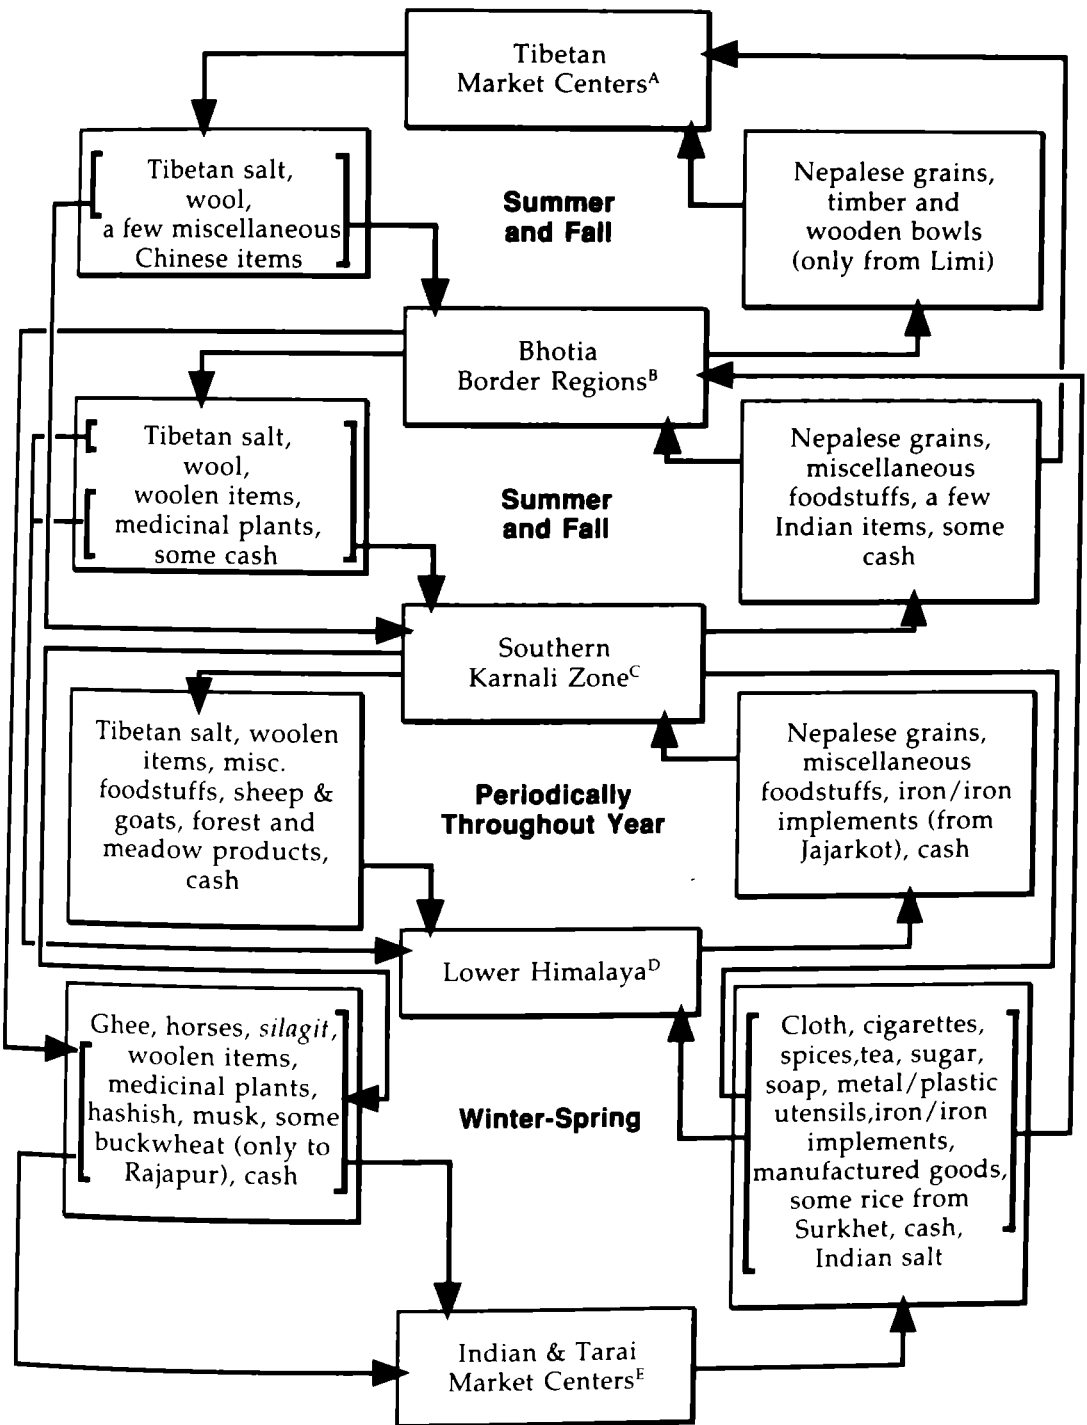 Tibetan
Market Centers^A
Tibetan salt,
wool,
a few miscellaneous
Chinese items
Summer
and Fall
Nepalese grains,
timber and
wooden bowls
(only from Limi)
Bhotia
Border Regions^B
Tibetan salt,
wool,
woolen items,
medicinal plants,
some cash
Summer
and Fall
Nepalese grains,
miscellaneous
foodstuffs, a few
Indian items, some
cash
Southern
Karnali Zone^C
Tibetan salt, woolen
items, misc.
foodstuffs, sheep &
goats, forest and
meadow products,
cash
Periodically
Throughout Year
Nepalese grains,
miscellaneous
foodstuffs, iron/iron
implements (from
Jajarkot), cash
Lower Himalaya^D
Ghee, horses, silagit,
woolen items,
medicinal plants,
hashish, musk, some
buckwheat (only to
Rajapur), cash
Winter-Spring
Cloth, cigarettes,
spices,tea, sugar,
soap, metal/plastic
utensils,iron/iron
implements,
manufactured goods,
some rice from
Surkhet, cash,
Indian salt
Indian & Tarai
Market Centers^E